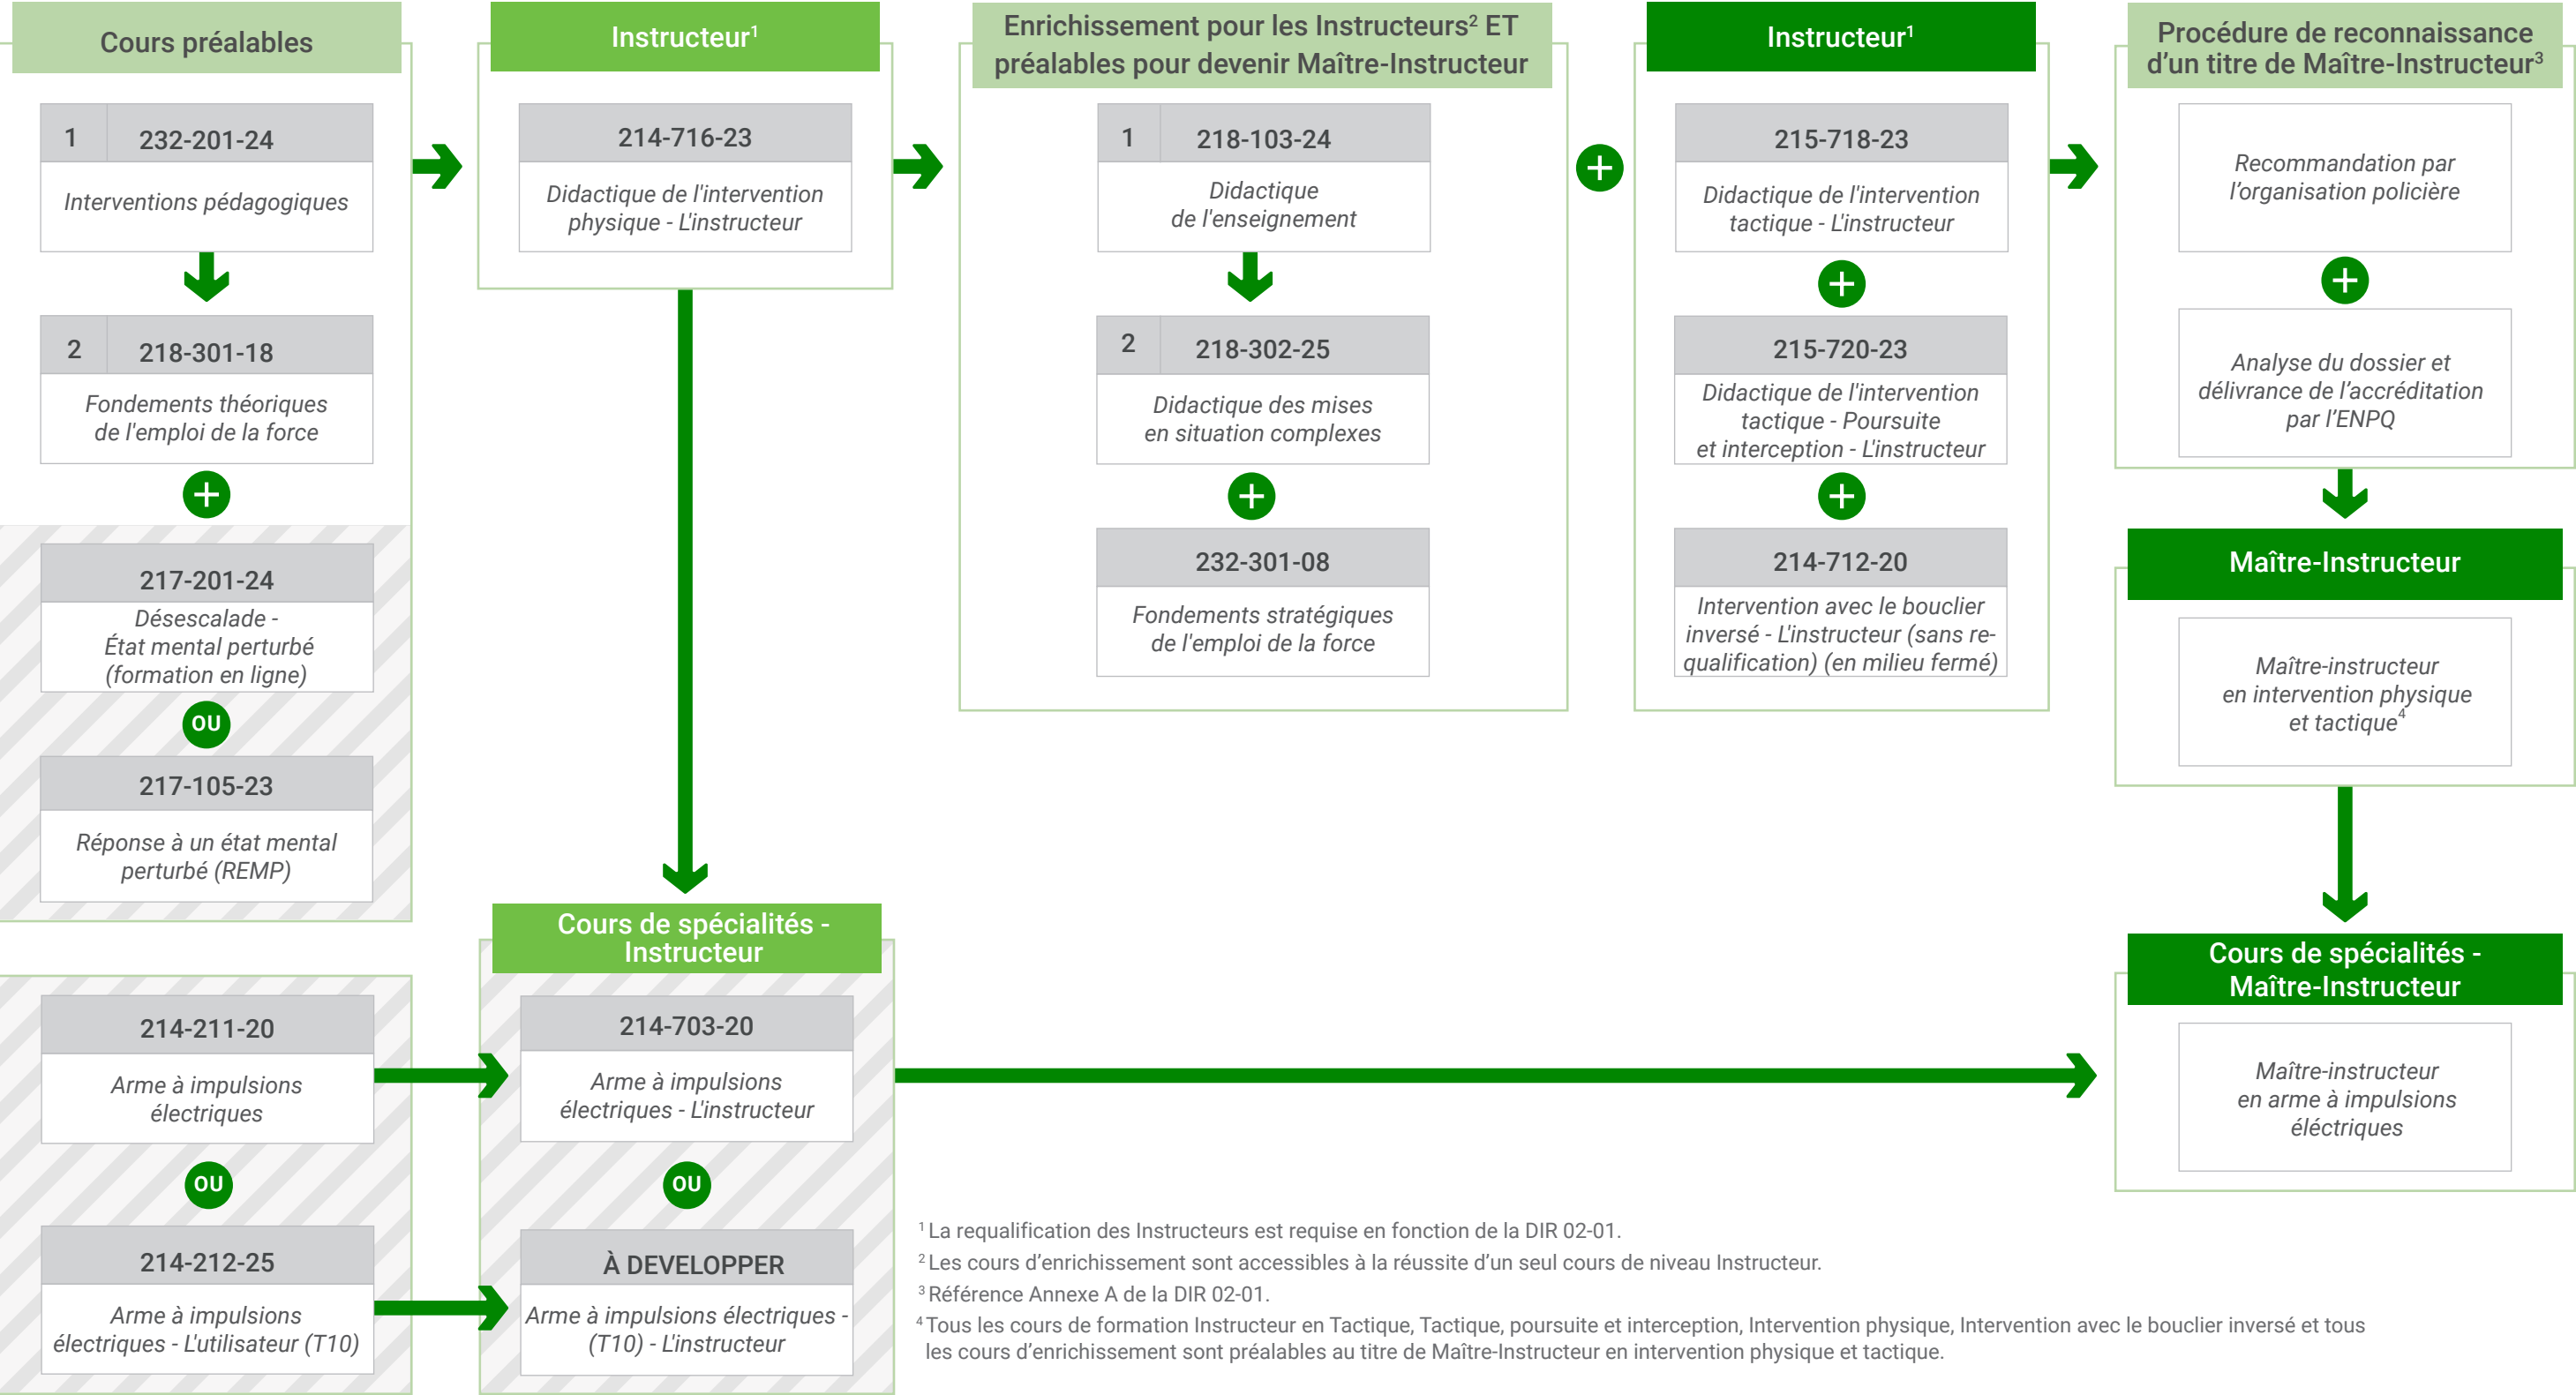 Cours préalables
1 232-201-24
Interventions pédagogiques
2 218-301-18
Fondements théoriques
de l'emploi de la force
+
217-201-24
Désescalade -
État mental perturbé
(formation en ligne)
OU
217-105-23
Réponse à un état mental
perturbé (REMP)
214-211-20
Arme à impulsions
électriques
OU
214-212-25
Arme à impulsions
électriques - L'utilisateur (T10)
Instructeur¹
214-716-23
Didactique de l'intervention
physique - L'instructeur
Cours de spécialités -
Instructeur
214-703-20
Arme à impulsions
électriques - L'instructeur
OU
À DEVELOPPER
Arme à impulsions électriques -
(T10) - L'instructeur
Enrichissement pour les Instructeurs² ET
préalables pour devenir Maître-Instructeur
1 218-103-24
Didactique
de l'enseignement
2 218-302-25
Didactique des mises
en situation complexes
+
232-301-08
Fondements stratégiques
de l'emploi de la force
+
Instructeur¹
215-718-23
Didactique de l'intervention
tactique - L'instructeur
+
215-720-23
Didactique de l'intervention
tactique - Poursuite
et interception - L'instructeur
+
214-712-20
Intervention avec le bouclier
inversé - L'instructeur (sans re-
qualification) (en milieu fermé)
Procédure de reconnaissance
d’un titre de Maître-Instructeur³
Recommandation par
l’organisation policière
+
Analyse du dossier et
délivrance de l’accréditation
par l’ENPQ
Maître-Instructeur
Maître-instructeur
en intervention physique
et tactique⁴
Cours de spécialités -
Maître-Instructeur
Maître-instructeur
en arme à impulsions
éléctriques
¹ La requalification des Instructeurs est requise en fonction de la DIR 02-01.
² Les cours d’enrichissement sont accessibles à la réussite d’un seul cours de niveau Instructeur.
³ Référence Annexe A de la DIR 02-01.
⁴ Tous les cours de formation Instructeur en Tactique, Tactique, poursuite et interception, Intervention physique, Intervention avec le bouclier inversé et tous
les cours d’enrichissement sont préalables au titre de Maître-Instructeur en intervention physique et tactique.